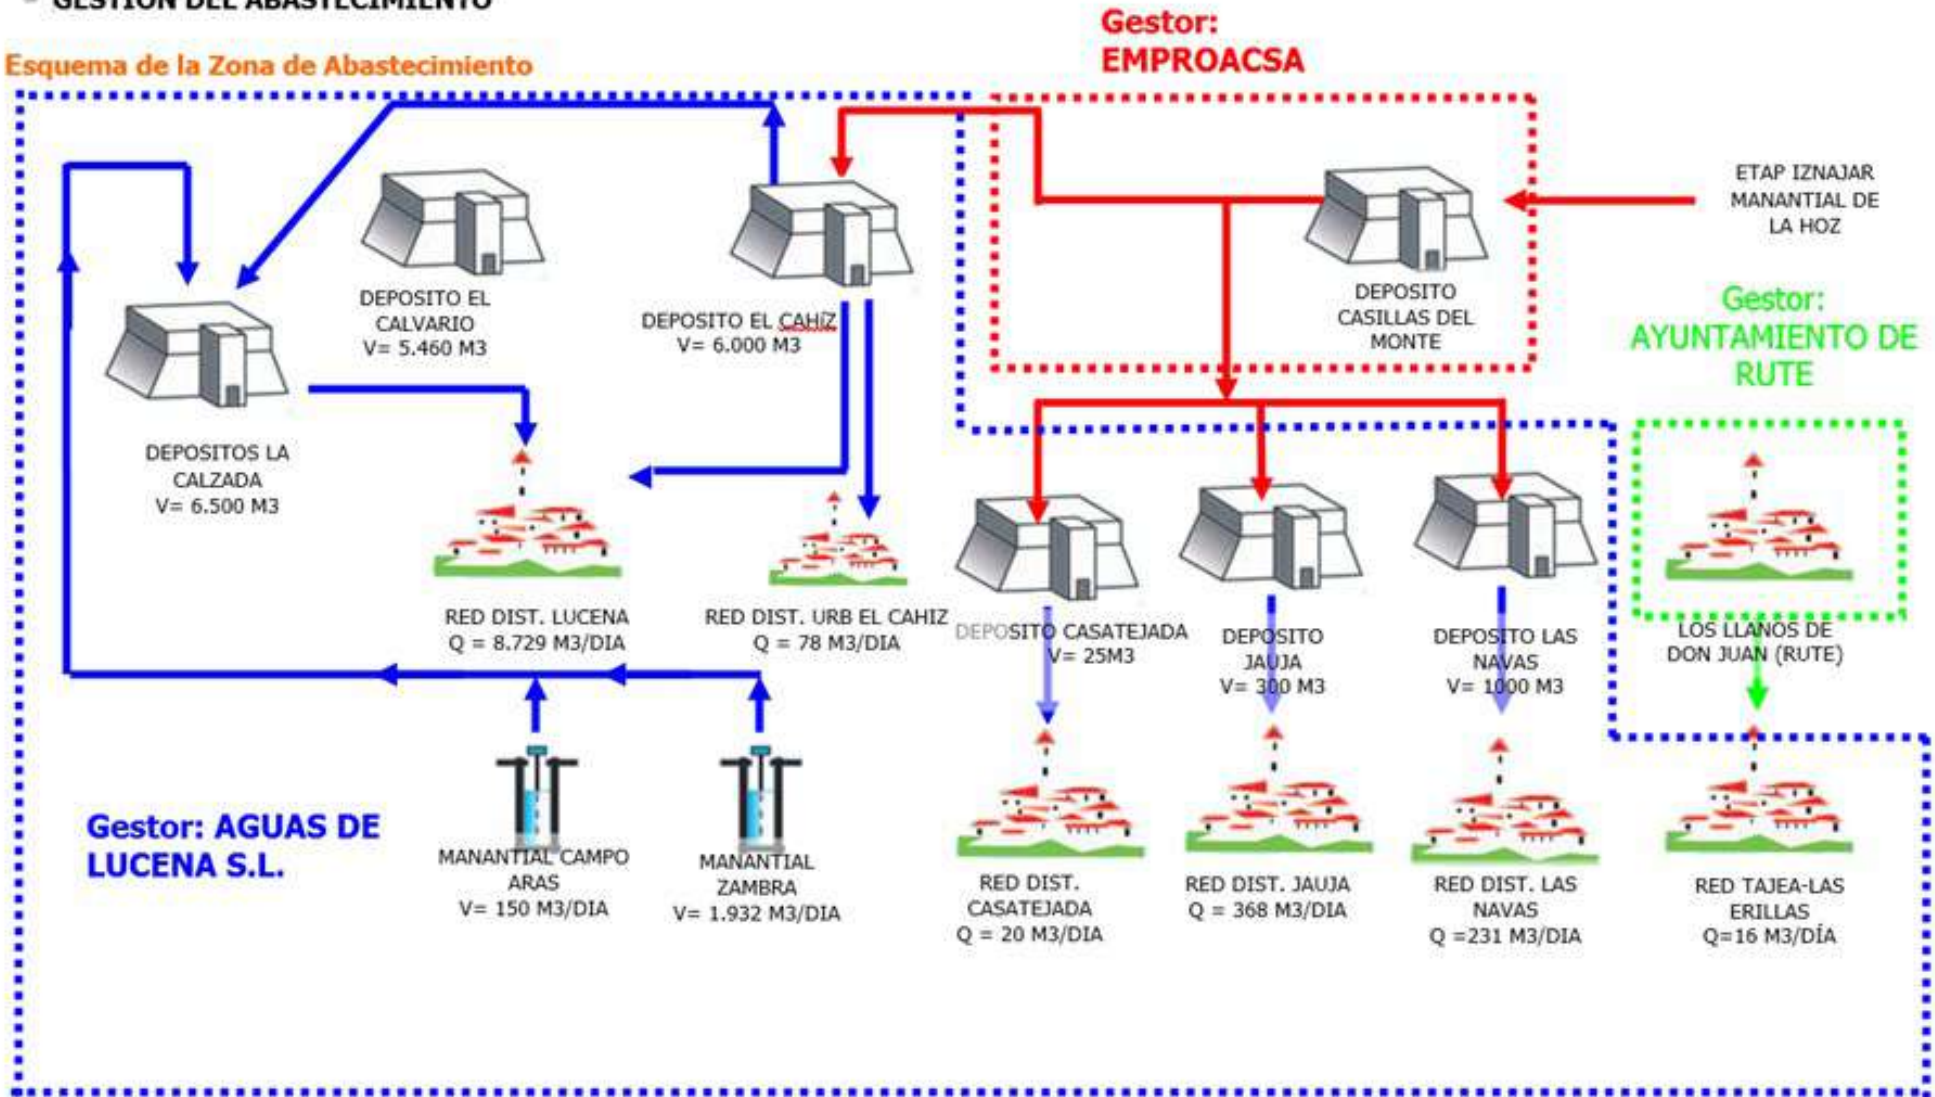 GESTIÓN DEL ABASTECIMIENTO
Esquema de la Zona de Abastecimiento
Gestor:
EMPROACSA
ETAP IZNAJAR
MANANTIAL DE
LA HOZ
DEPOSITO
CASILLAS DEL
MONTE
DEPOSITO EL
CALVARIO
V= 5.460 M3
DEPOSITO EL CAHíZ
V= 6.000 M3
Gestor:
AYUNTAMIENTO DE
RUTE
DEPOSITOS LA
CALZADA
V= 6.500 M3
RED DIST. LUCENA
Q = 8.729 M3/DIA
RED DIST. URB EL CAHIZ
Q = 78 M3/DIA
DEPOSITO CASATEJADA
V= 25M3
DEPOSITO
JAUJA
V= 300 M3
DEPOSITO LAS
NAVAS
V= 1000 M3
LOS LLANOS DE
DON JUAN (RUTE)
Gestor: AGUAS DE
LUCENA S.L.
MANANTIAL CAMPO
ARAS
V= 150 M3/DIA
MANANTIAL
ZAMBRA
V= 1.932 M3/DIA
RED DIST.
CASATEJADA
Q = 20 M3/DIA
RED DIST. JAUJA
Q = 368 M3/DIA
RED DIST. LAS
NAVAS
Q =231 M3/DIA
RED TAJEA-LAS
ERILLAS
Q=16 M3/DÍA